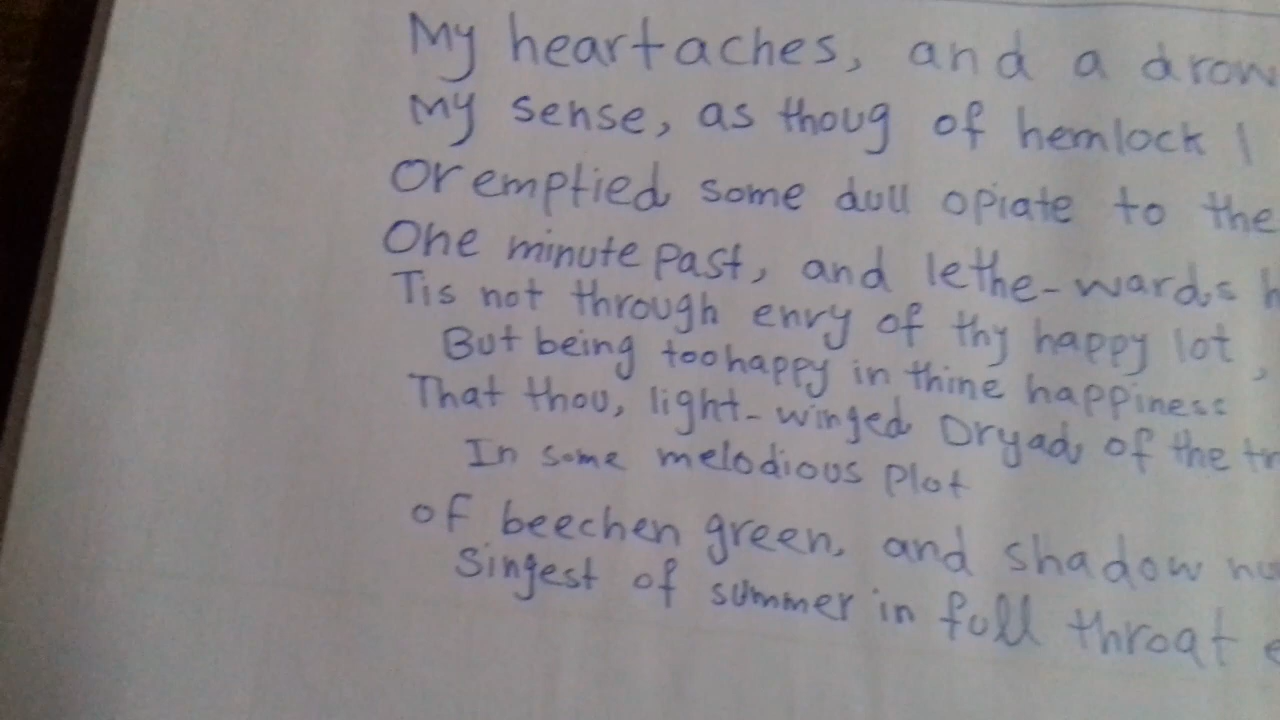 My heartaches, and a drow
My sense, as thoug of hemlock I
Or emptied some dull opiate to the
One minute past, and lethe-wards h
Tis not through envy of thy happy lot,
But being too happy in thine happiness
That thou, light-winged Dryad, of the tr
In some melodious plot
of beechen green, and shadow nu
Singest of summer in full throat e